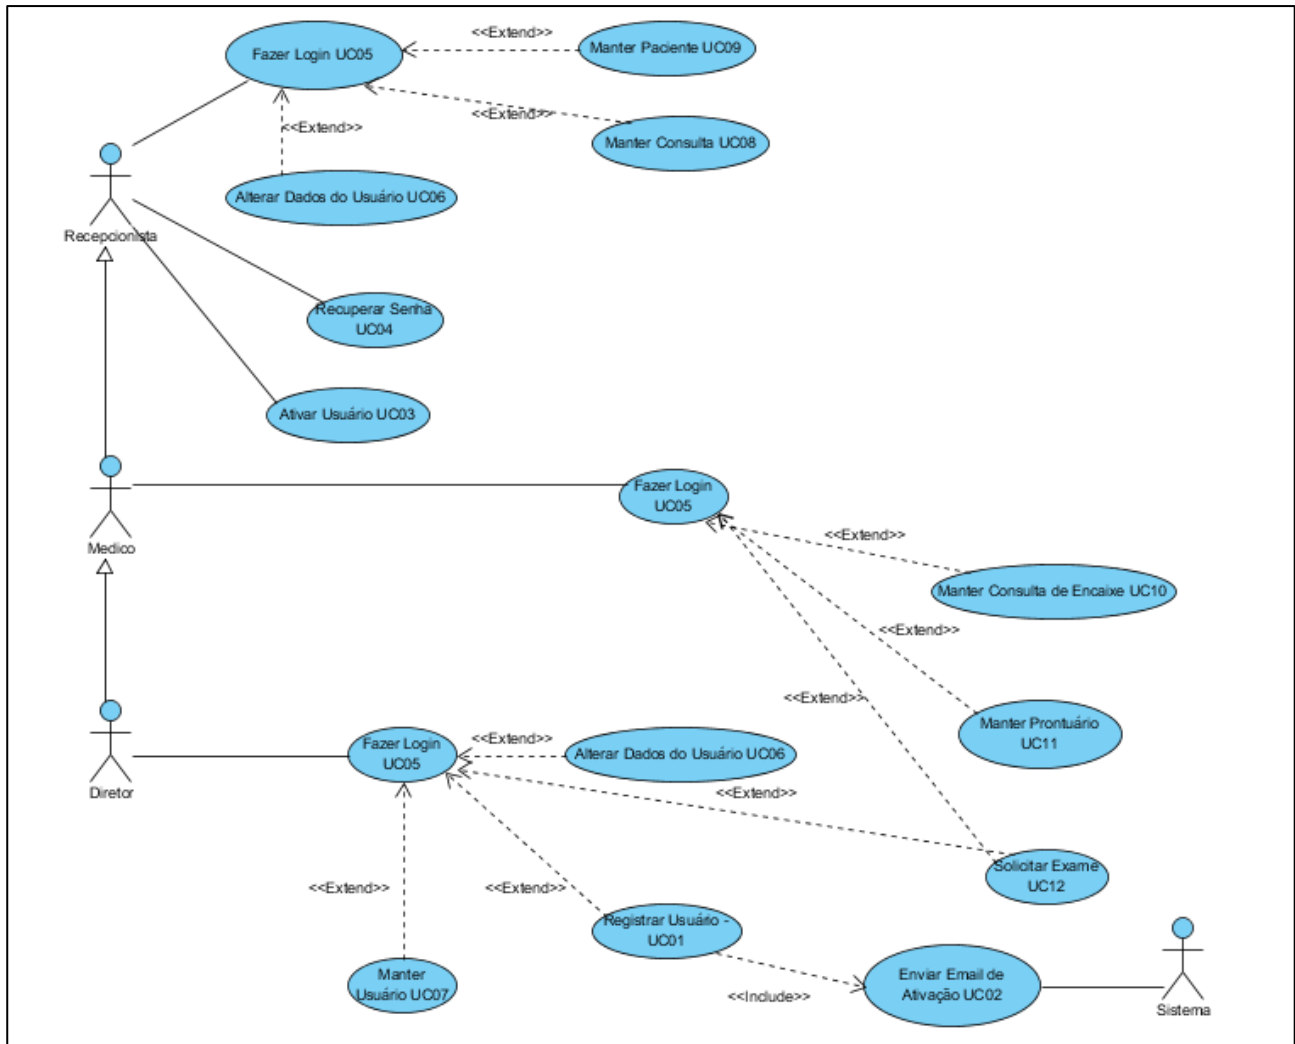 <<Extend>>
Fazer Login UC05
Manter Paciente UC09
<<Extend>>
<<Extend>>
Manter Consulta UC08
Alterar Dados do Usuário UC06
Recepcionista
Recuperar Senha
UC04
Ativar Usuário UC03
Fazer Login
UC05
<<Extend>>
Medico
Manter Consulta de Encaixe UC10
<<Extend>>
<<Extend>>
Manter Prontuário
UC11
Fazer Login
UC05
<<Extend>>
Alterar Dados do Usuário UC06
Diretor
<<Extend>>
Solicitar Exame
UC12
<<Extend>>
<<Extend>>
Registrar Usuário -
UC01
Manter
Usuário UC07
Enviar Email de
Ativação UC02
<<Include>>
Sistema